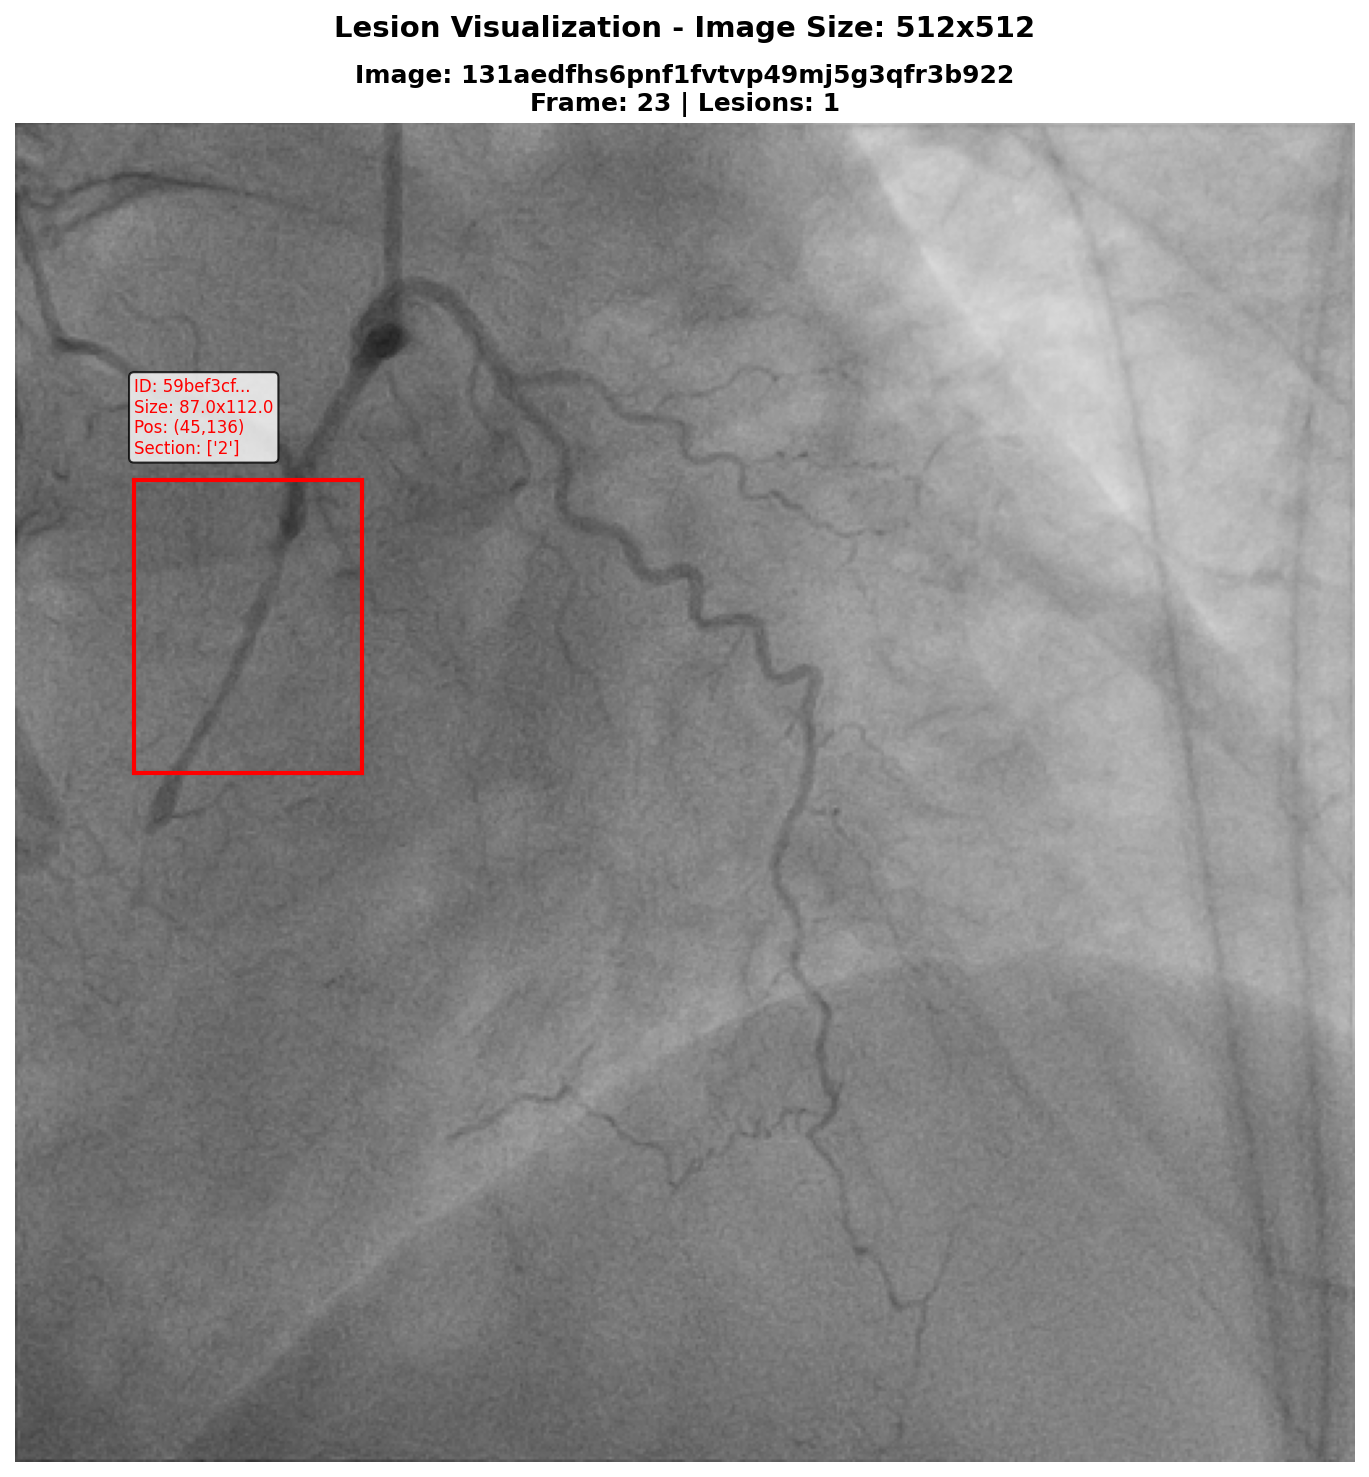 Lesion Visualization - Image Size: 512x512
Image: 131aedfhs6pnf1fvtvp49mj5g3qfr3b922
Frame: 23 | Lesions: 1
ID: 59bef3cf...
Size: 87.0x112.0
Pos: (45,136)
Section: ['2']